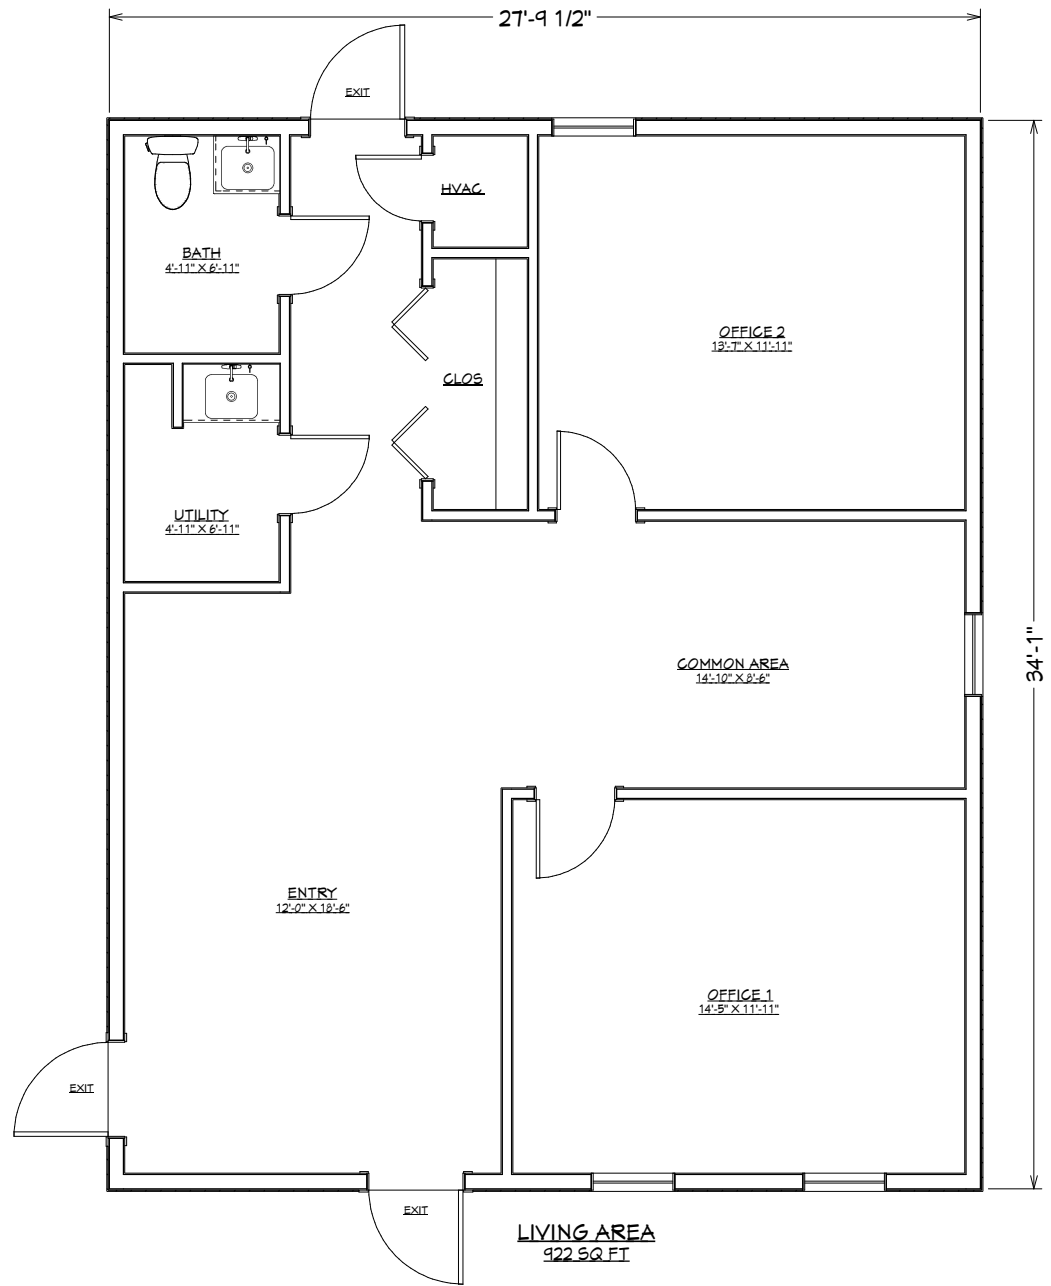 27'-9 1/2"
EXIT
HVAC
BATH
4'-11" X 6'-11"
OFFICE 2
13'-7" X 11'-11"
CLOS
UTILITY
4'-11" X 6'-11"
34'-1"
COMMON AREA
14'-10" X 8'-6"
ENTRY
12'-0" X 18'-6"
OFFICE 1
14'-5" X 11'-11"
EXIT
EXIT
LIVING AREA
922 SQ FT